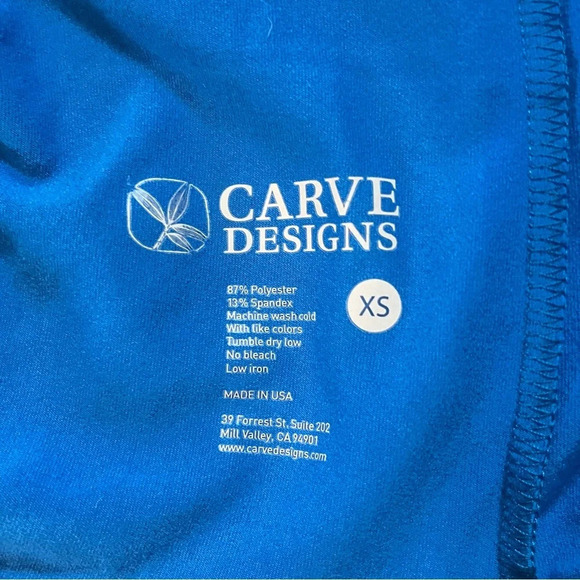 CARVE
DESIGNS
87% Polyester
13% Spandex
Machine wash cold
With like colors
Tumble dry low
No bleach
Low iron
XS
MADE IN USA
39 Forrest St. Suite 202
Mill Valley, CA 94901
www.carvedesigns.com